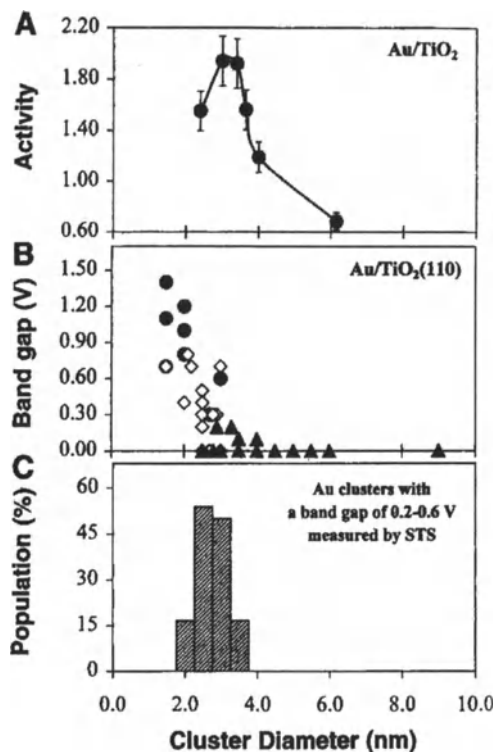 A
2.20
Au/TiO2
1.80
1.40
1.00
0.60
Activity
B
1.50
Au/TiO2(110)
1.20
0.90
0.60
0.30
0.00
Band gap (V)
C
60
Au clusters with
a band gap of 0.2-0.6 V
measured by STS
45
30
15
0
Population (%)
0.0 2.0 4.0 6.0 8.0 10.0
Cluster Diameter (nm)